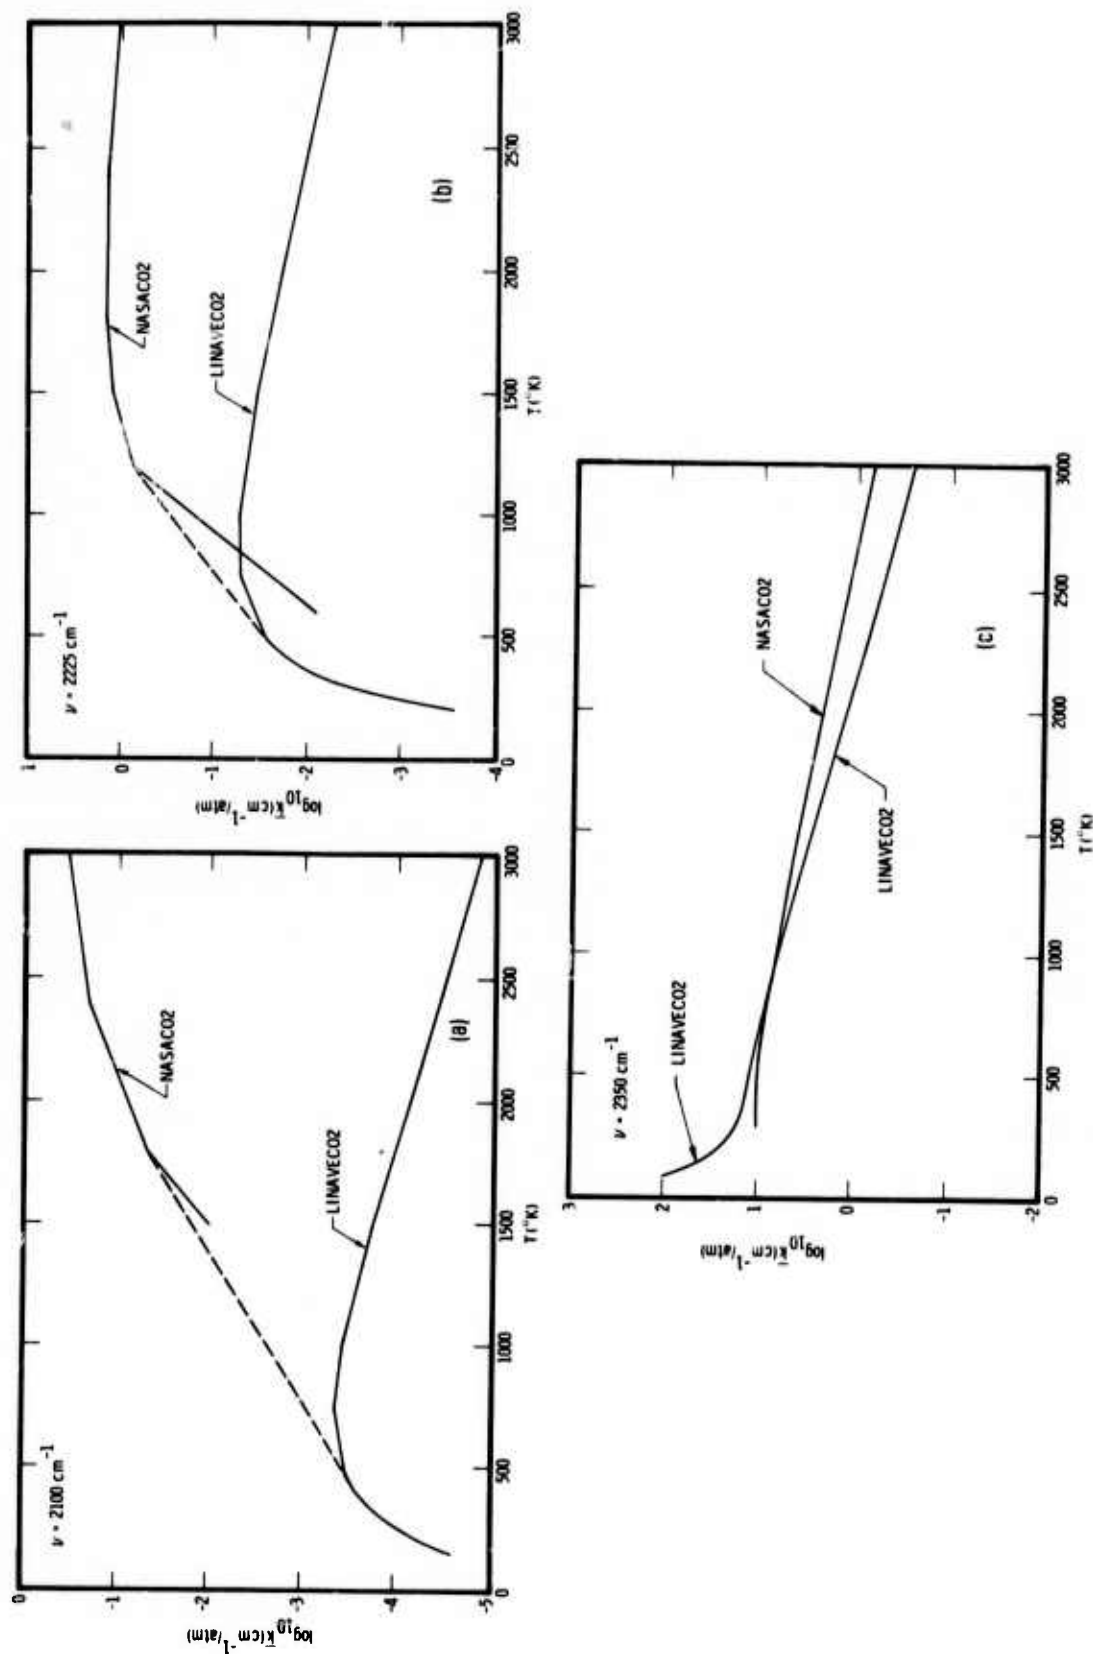 0
-1
-2
-3
-4
-5
log10 k̄(cm-1/atm)
ν = 2100 cm-1
NASACO2
LINAVECO2
(a)
0
500
1000
1500
2000
2500
3000
T(°K)
1
0
-1
-2
-3
-4
log10 k̄(cm-1/atm)
ν = 2225 cm-1
NASACO2
LINAVECO2
(b)
0
500
1000
1500
2000
2500
3000
T(°K)
3
2
1
0
-1
-2
log10 k̄(cm-1/atm)
ν = 2350 cm-1
LINAVECO2
NASACO2
LINAVECO2
(c)
0
500
1000
1500
2000
2500
3000
T(°K)